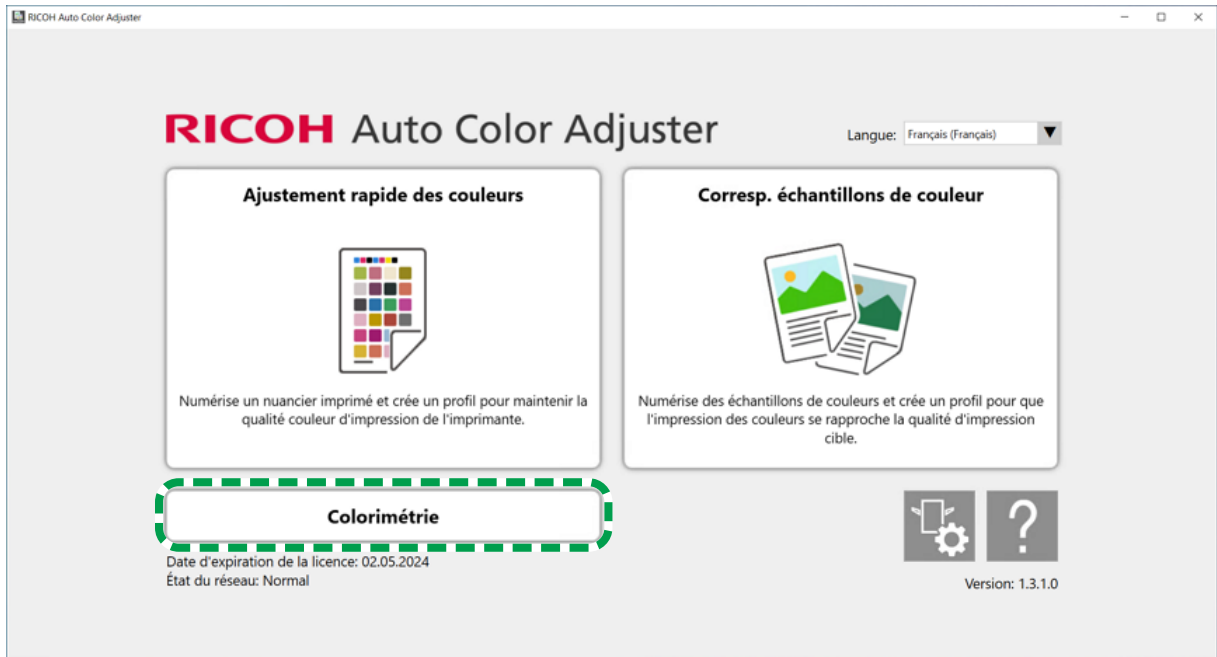 RICOH Auto Color Adjuster
RICOH Auto Color Adjuster
Langue: Français (Français)
Ajustement rapide des couleurs
Numérise un nuancier imprimé et crée un profil pour maintenir la
qualité couleur d'impression de l'imprimante.
Corresp. échantillons de couleur
Numérise des échantillons de couleurs et crée un profil pour que
l'impression des couleurs se rapproche la qualité d'impression
cible.
Colorimétrie
?
Date d'expiration de la licence: 02.05.2024
État du réseau: Normal
Version: 1.3.1.0